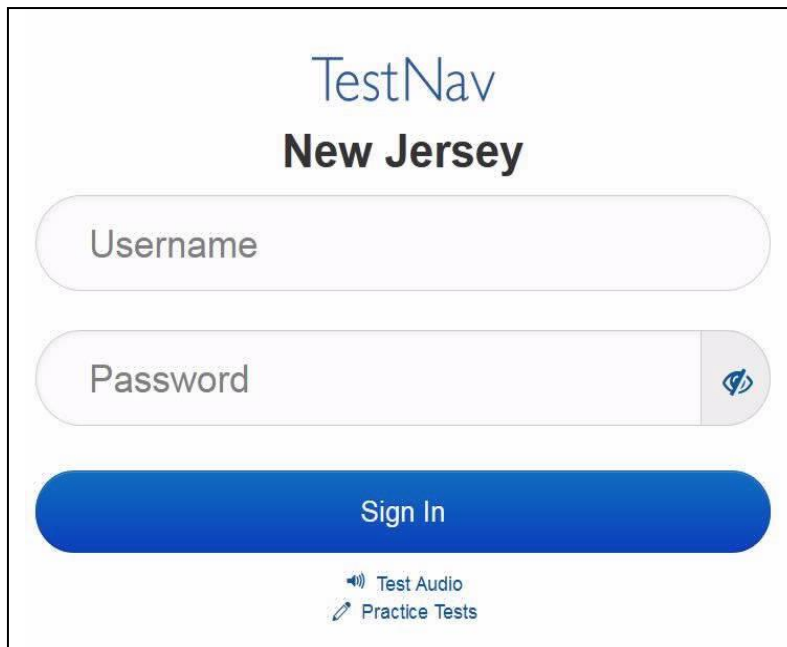 TestNav
New Jersey
Username
Password
Sign In
Test Audio
Practice Tests